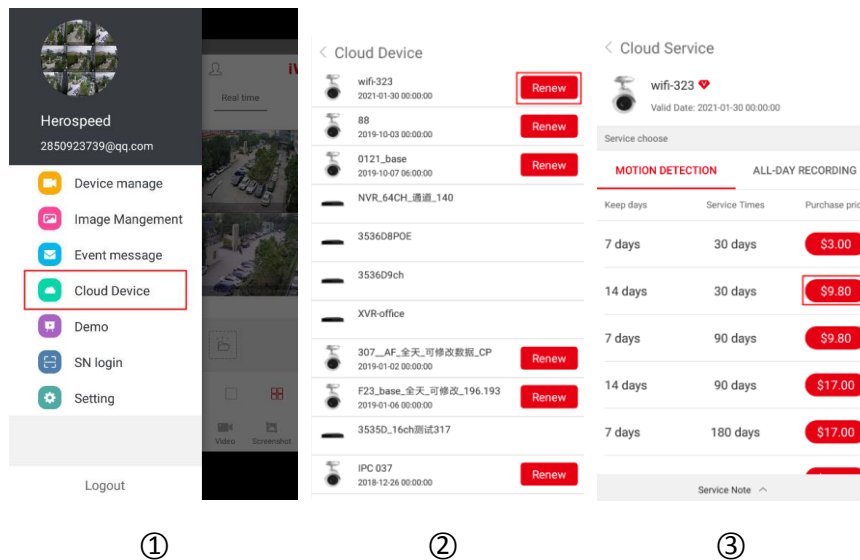 Herospeed
2850923739@qq.com
Device manage
Image Mangement
Event message
Cloud Device
Demo
SN login
Setting
Logout
Real time
Video Screenshot
①
Cloud Device
wifi-323
2021-01-30 00:00:00
Renew
88
2019-10-03 00:00:00
Renew
0121_base
2019-10-07 06:00:00
Renew
NVR_64CH_通道_140
3536D8POE
3536D9ch
XVR-office
307__AF_全天_可修改数据_CP
2019-01-02 00:00:00
Renew
F23_base_全天_可修改_196.193
2019-01-06 00:00:00
Renew
3535D_16ch测试317
IPC 037
2018-12-26 00:00:00
Renew
②
Cloud Service
wifi-323
Valid Date: 2021-01-30 00:00:00
Service choose
MOTION DETECTION ALL-DAY RECORDING
Keep days Service Times Purchase pric
7 days 30 days $3.00
14 days 30 days $9.80
7 days 90 days $9.80
14 days 90 days $17.00
7 days 180 days $17.00
Service Note
③